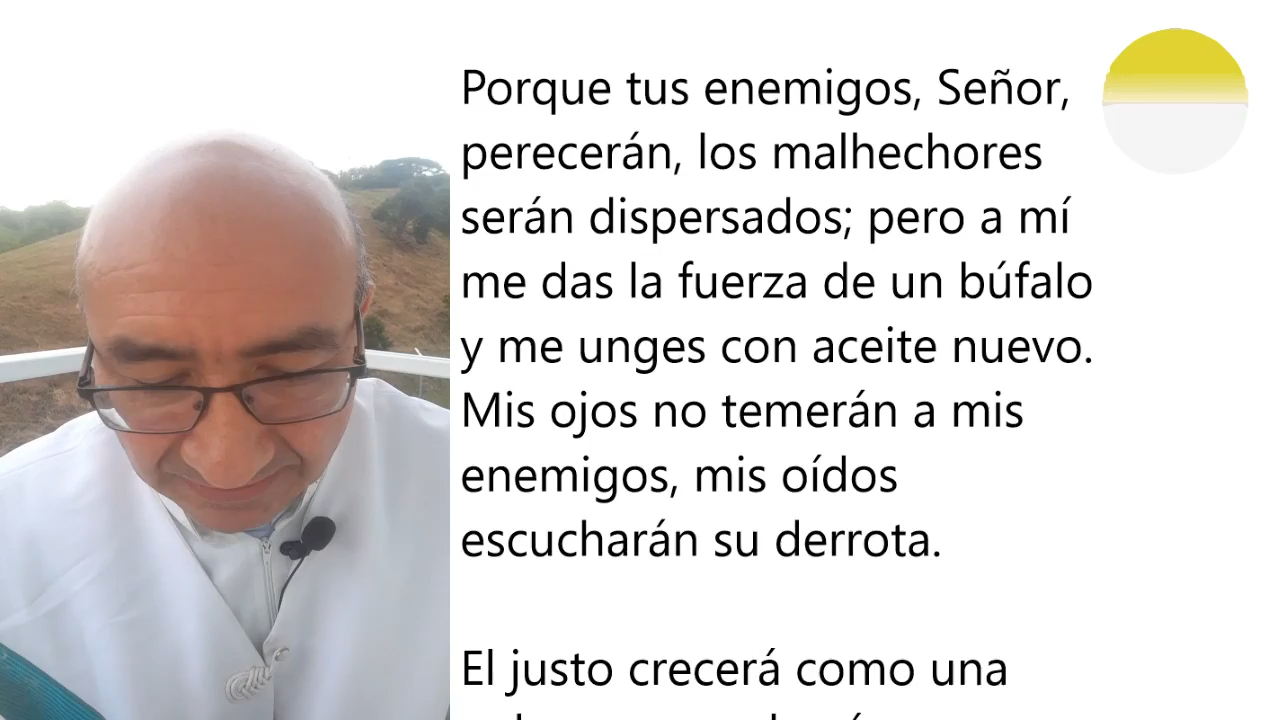 Porque tus enemigos, Señor,
perecerán, los malhechores
serán dispersados; pero a mí
me das la fuerza de un búfalo
y me unges con aceite nuevo.
Mis ojos no temerán a mis
enemigos, mis oídos
escucharán su derrota.
El justo crecerá como una